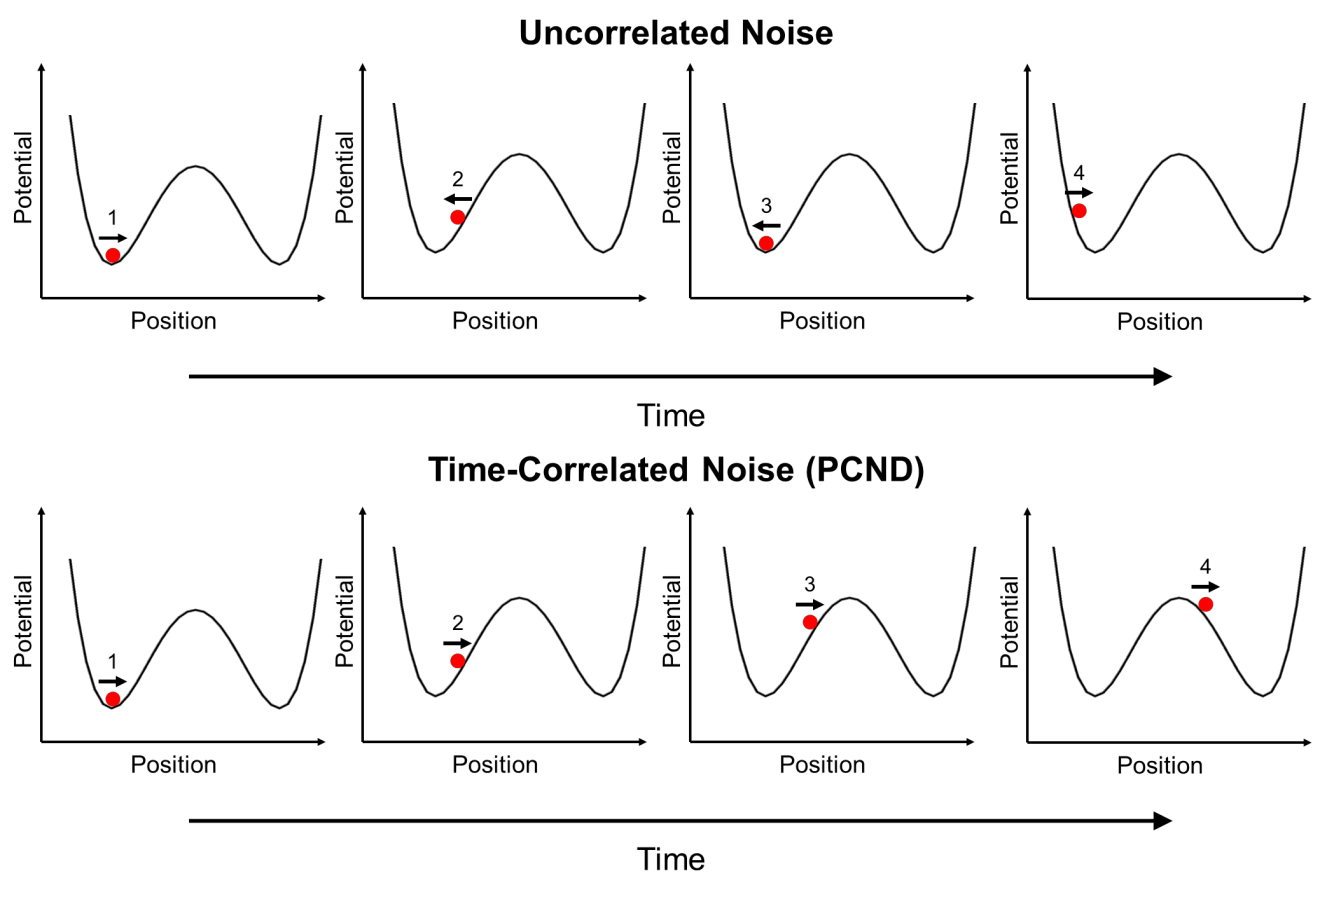 Uncorrelated Noise
Potential
1
Position
Potential
2
Position
Potential
3
Position
Potential
4
Position
Time
Time-Correlated Noise (PCND)
Potential
1
Position
Potential
2
Position
Potential
3
Position
Potential
4
Position
Time